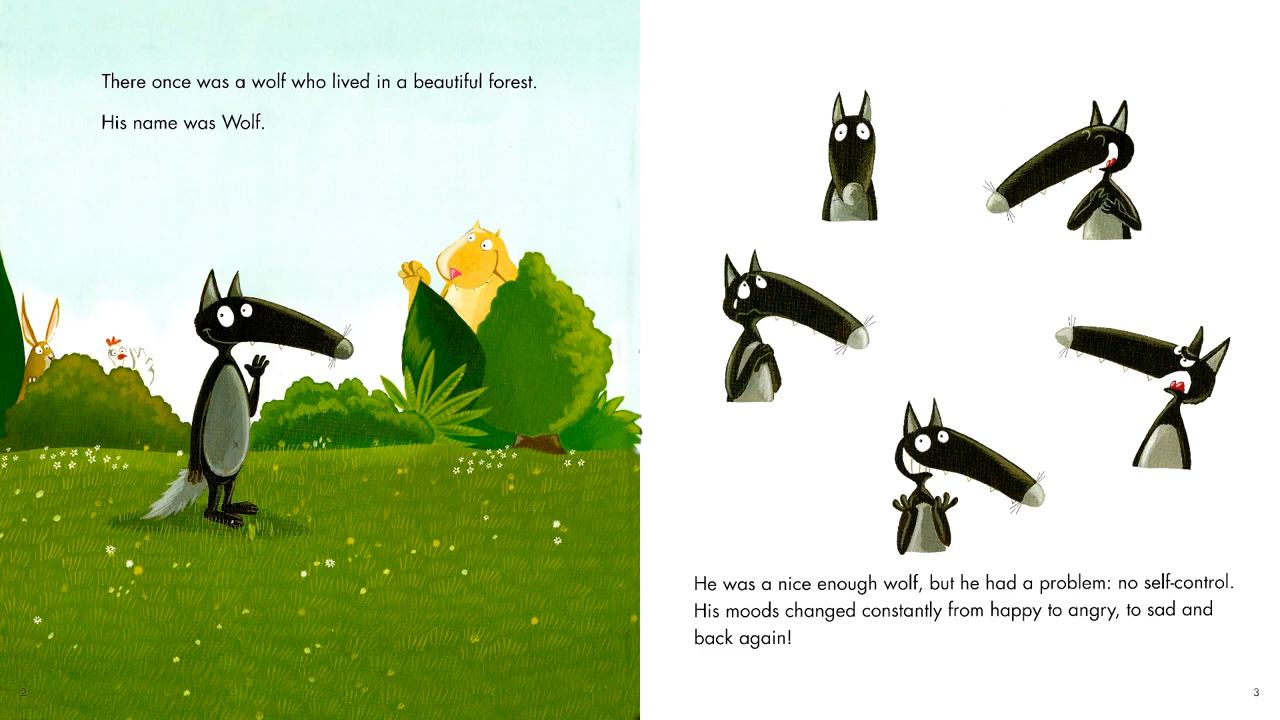 There once was a wolf who lived in a beautiful forest.
His name was Wolf.
2
He was a nice enough wolf, but he had a problem: no self-control.
His moods changed constantly from happy to angry, to sad and
back again!
3